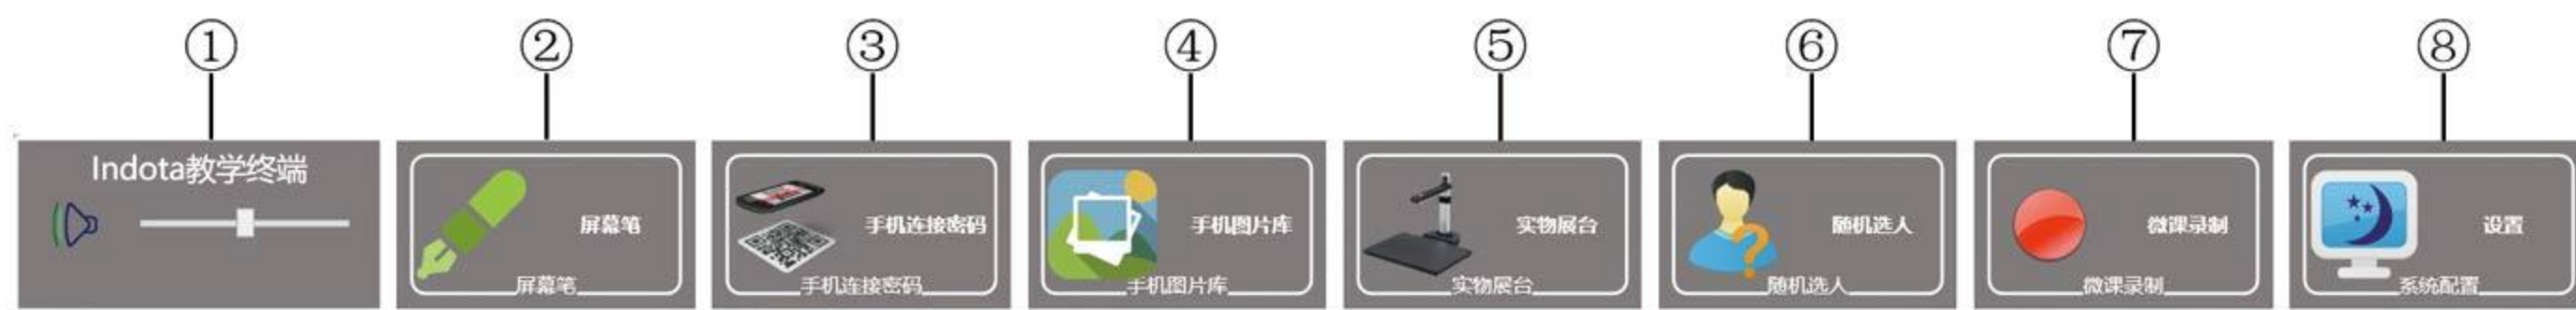 ① ② ③ ④ ⑤ ⑥ ⑦ ⑧
Indota教学终端
屏幕笔
屏幕笔
手机连接密码
手机连接密码
手机图片库
手机图片库
实物展台
实物展台
随机选人
随机选人
微课录制
微课录制
设置
系统配置